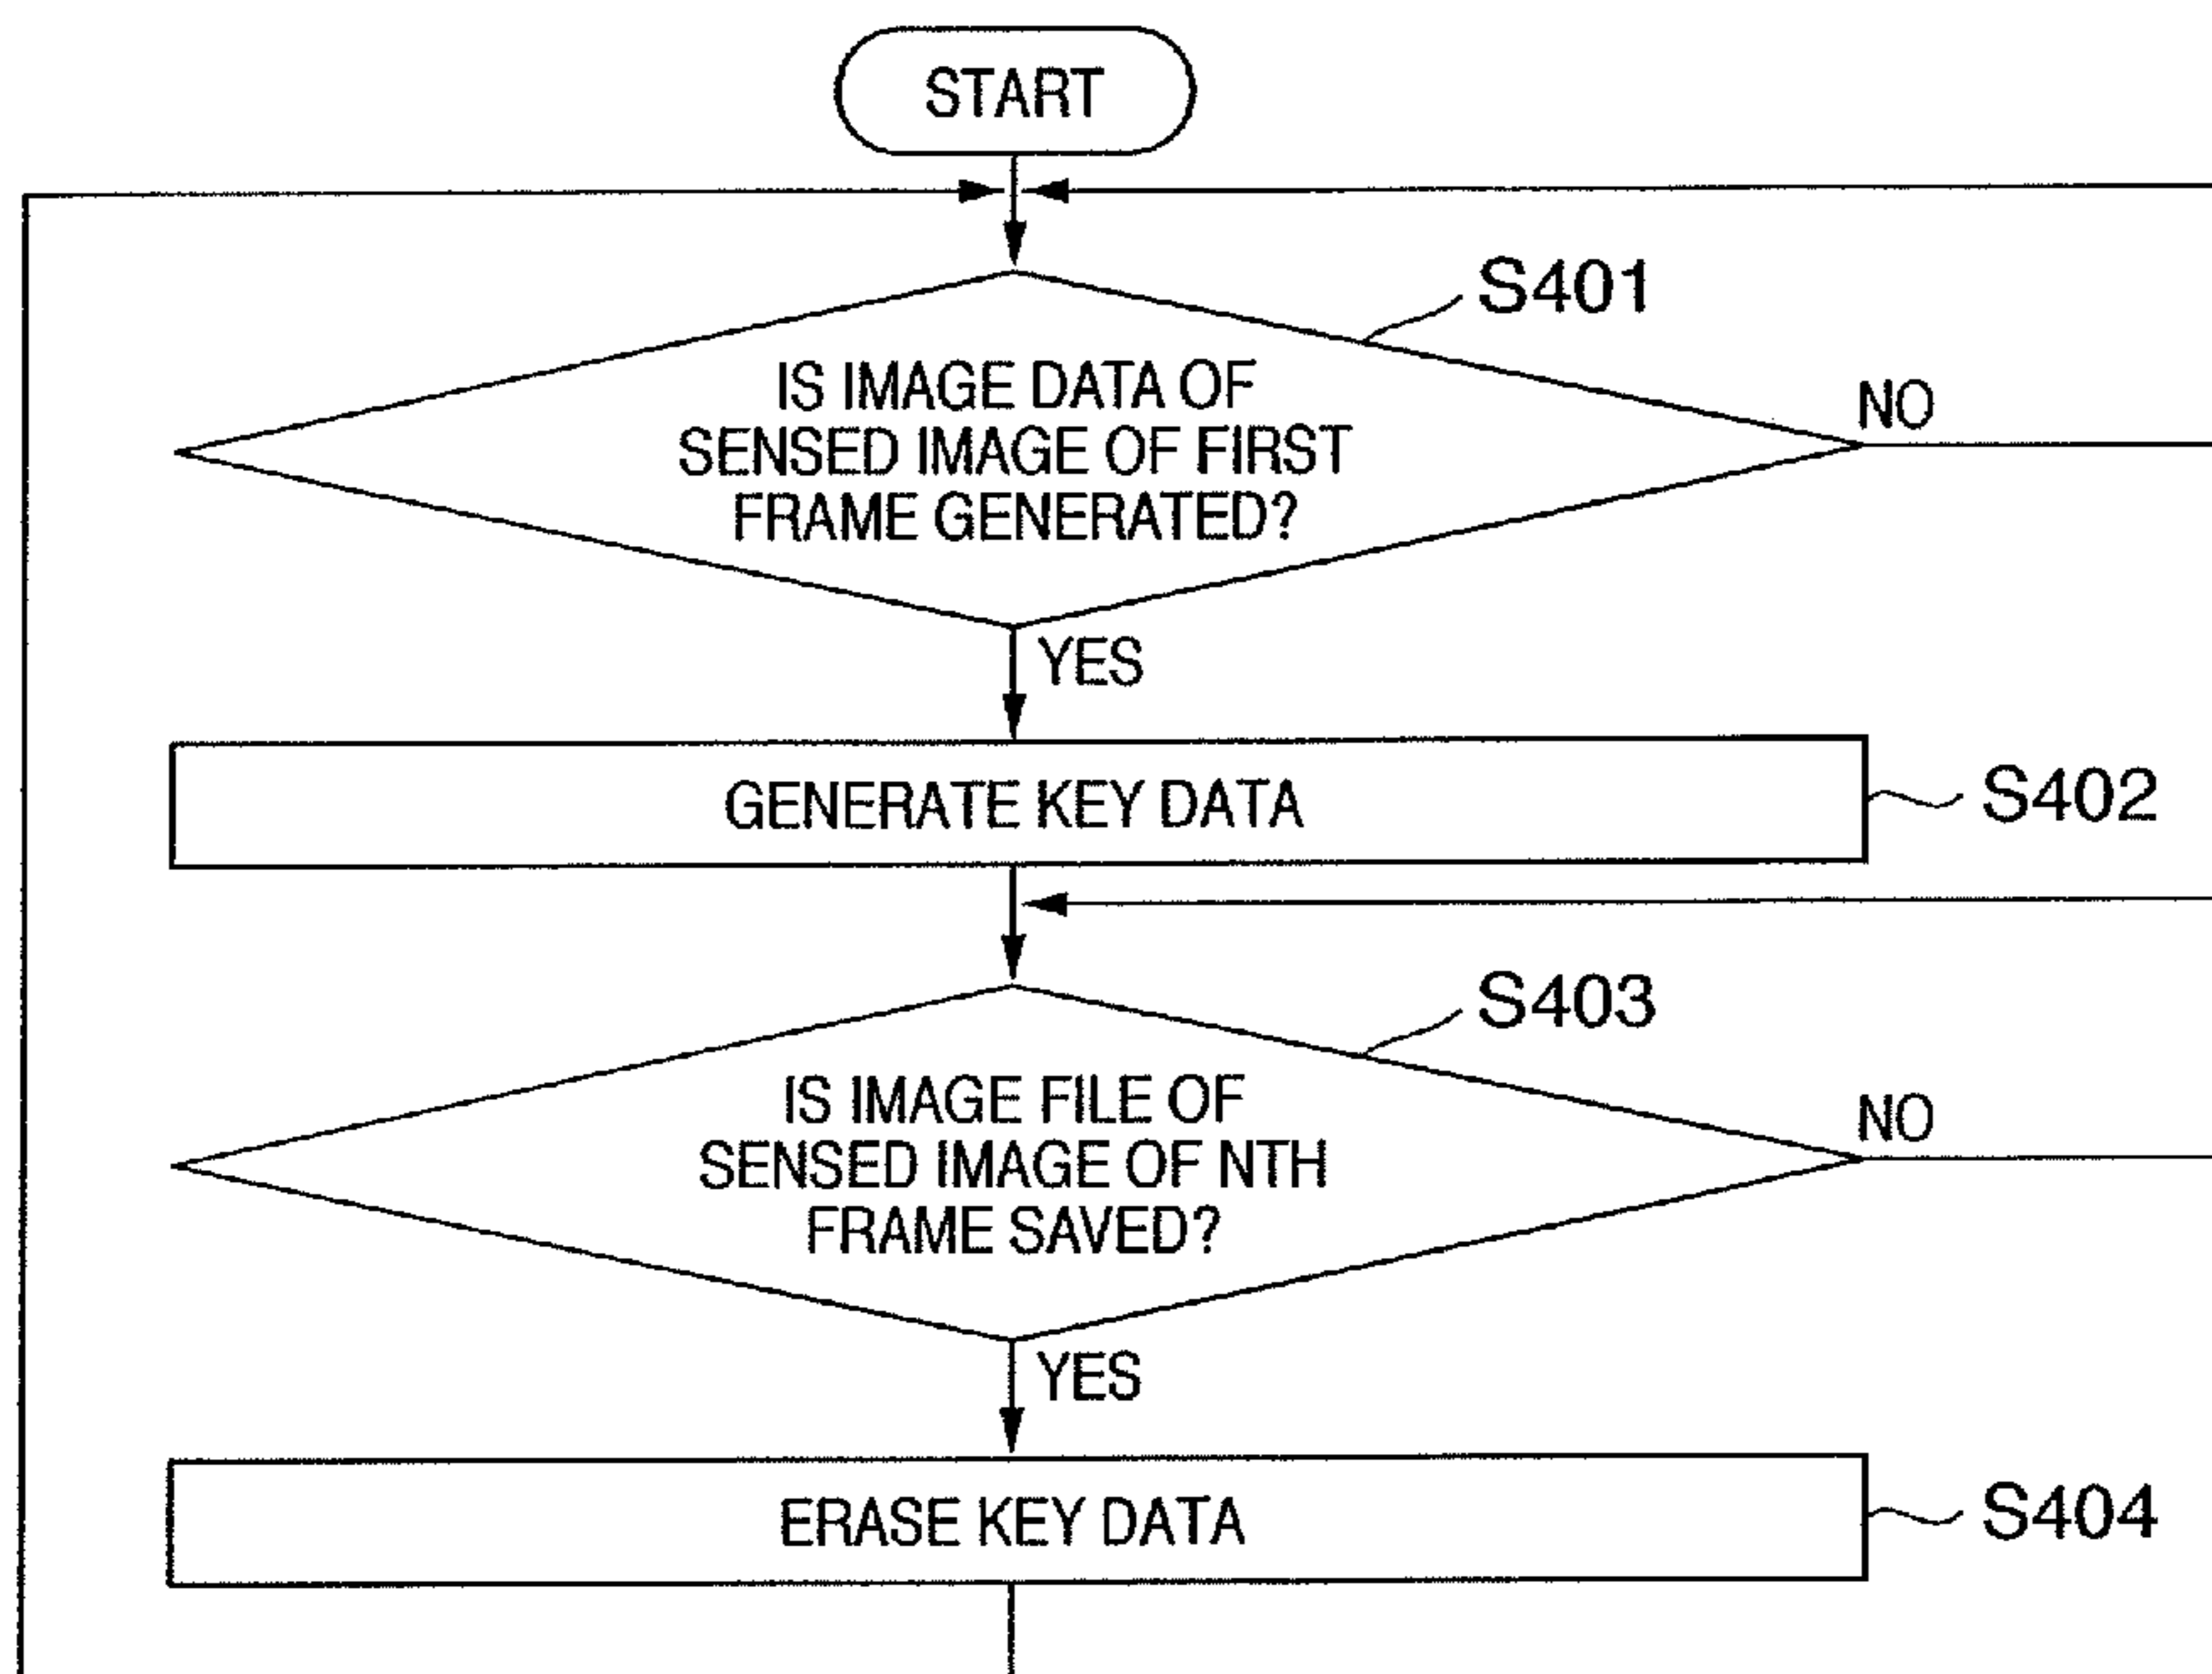 START
S401
IS IMAGE DATA OF
SENSED IMAGE OF FIRST
FRAME GENERATED?
NO
YES
GENERATE KEY DATA
S402
S403
IS IMAGE FILE OF
SENSED IMAGE OF NTH
FRAME SAVED?
NO
YES
ERASE KEY DATA
S404